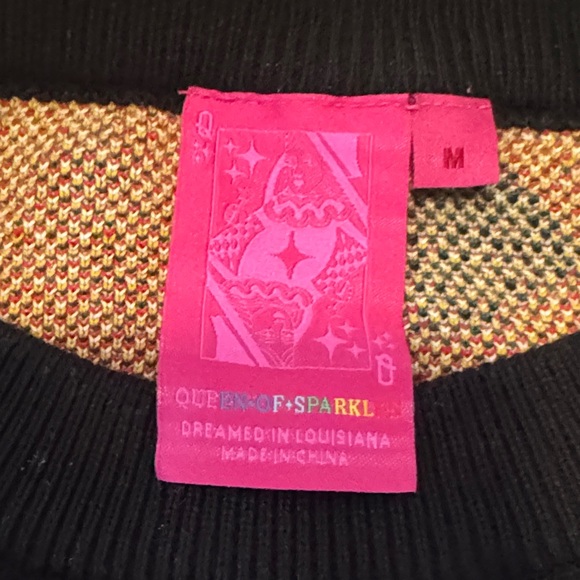 Q
M
QUEEN OF SPARKLES
DREAMED IN LOUISIANA
MADE IN CHINA
Q